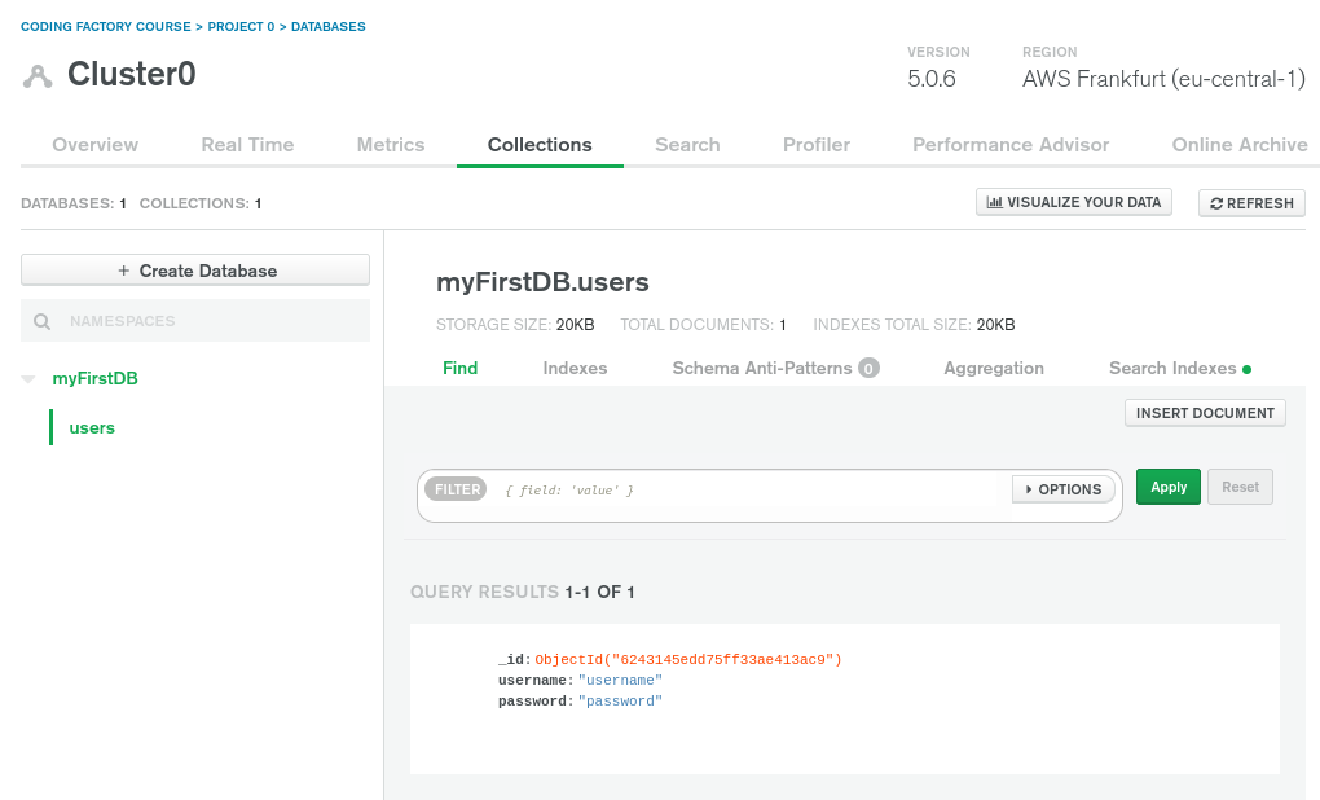 CODING FACTORY COURSE > PROJECT 0 > DATABASES
Cluster0
VERSION
5.0.6
REGION
AWS Frankfurt (eu-central-1)
Overview Real Time Metrics Collections Search Profiler Performance Advisor Online Archive
DATABASES: 1 COLLECTIONS: 1
VISUALIZE YOUR DATA
REFRESH
+ Create Database
NAMESPACES
myFirstDB
users
myFirstDB.users
STORAGE SIZE: 20KB TOTAL DOCUMENTS: 1 INDEXES TOTAL SIZE: 20KB
Find Indexes Schema Anti-Patterns 0 Aggregation Search Indexes
INSERT DOCUMENT
FILTER { field: 'value' } OPTIONS Apply Reset
QUERY RESULTS 1-1 OF 1
_id: ObjectId("6243145edd75ff33ae413ac9")
username: "username"
password: "password"